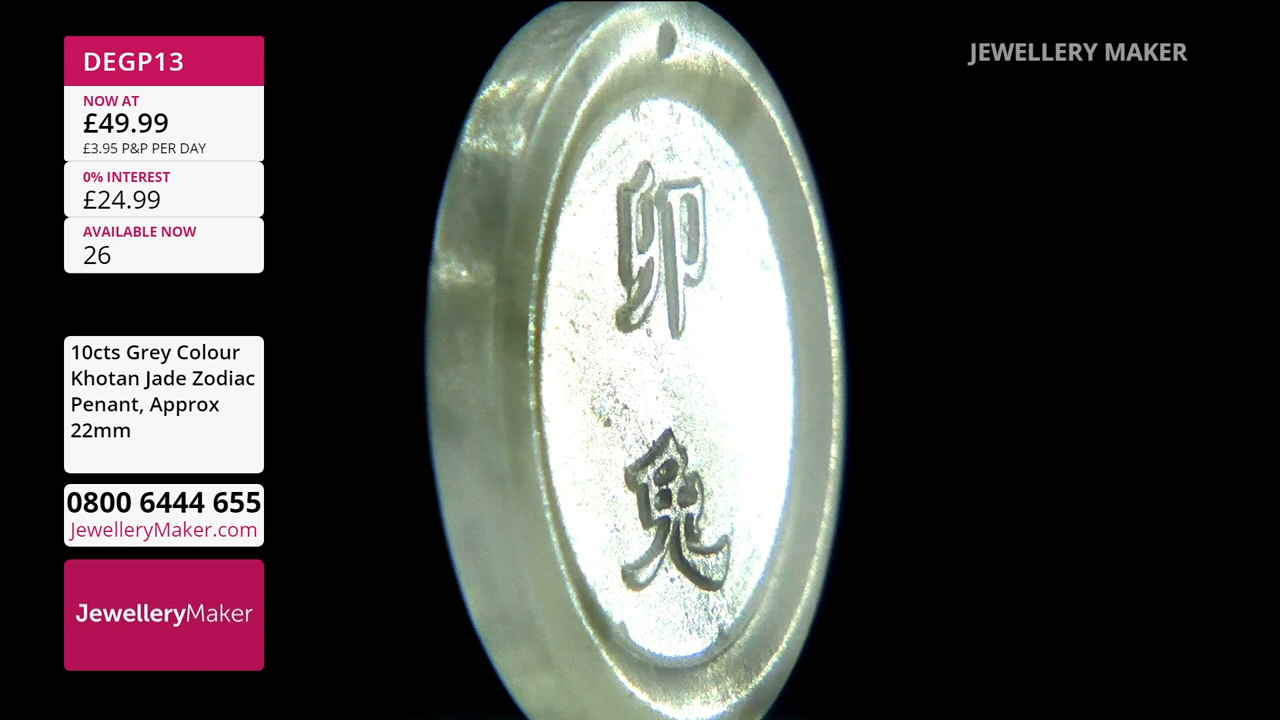 DEGP13
NOW AT
£49.99
£3.95 P&P PER DAY
0% INTEREST
£24.99
AVAILABLE NOW
26
10cts Grey Colour
Khotan Jade Zodiac
Penant, Approx
22mm
0800 6444 655
JewelleryMaker.com
JewelleryMaker
JEWELLERY MAKER
卯
兔